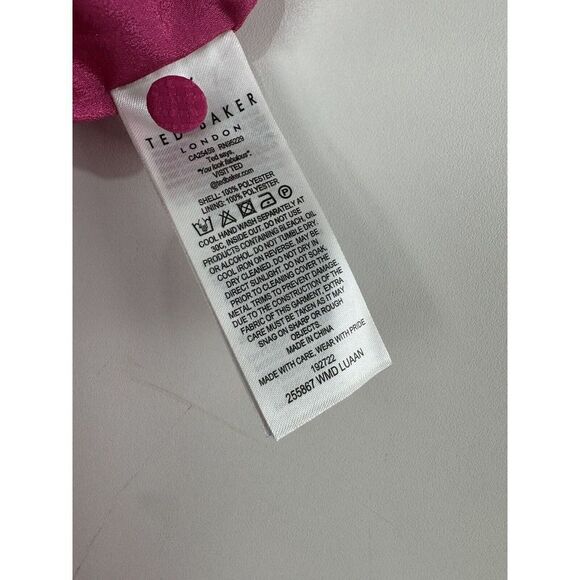 TED BAKER
LONDON
CA25459 RN95229
Ted says,
"You look fabulous".
VISIT TED
@tedbaker.com
SHELL: 100% POLYESTER
LINING: 100% POLYESTER
COOL HAND WASH SEPARATELY AT
30C, INSIDE OUT. DO NOT USE
PRODUCTS CONTAINING BLEACH, OIL
OR ALCOHOL. DO NOT TUMBLE DRY.
COOL IRON ON REVERSE. MAY BE
DRY CLEANED. DO NOT DRY IN
DIRECT SUNLIGHT. DO NOT SOAK.
PRIOR TO CLEANING COVER THE
METAL TRIMS TO PREVENT DAMAGE.
DUE TO THE CONSTRUCTION OF THE
FABRIC OF THIS GARMENT, EXTRA
CARE MUST BE TAKEN AS IT MAY
SNAG ON SHARP OR ROUGH
OBJECTS.
MADE IN CHINA
MADE WITH CARE, WEAR WITH PRIDE
192722
255867 WMD LUAAN